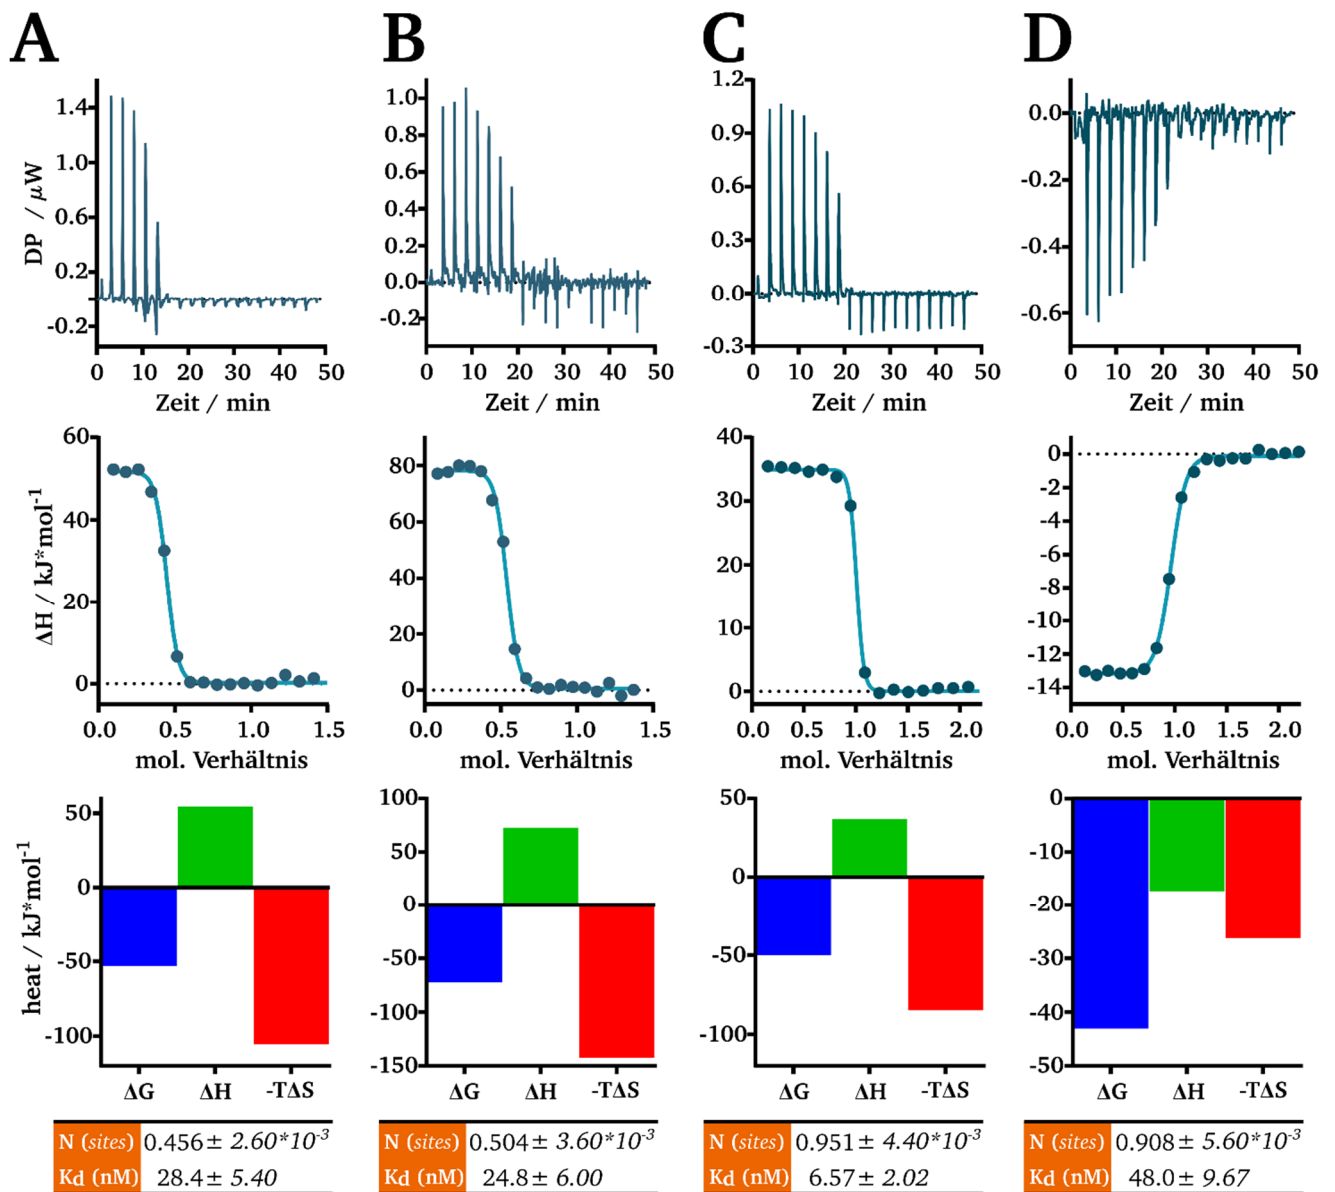 A B C D
DP / µW
1.4
1.0
0.6
0.2
-0.2
0 10 20 30 40 50
Zeit / min
1.0
0.8
0.6
0.4
0.2
0.0
-0.2
0 10 20 30 40 50
Zeit / min
1.2
0.9
0.6
0.3
0.0
-0.3
0 10 20 30 40 50
Zeit / min
0.0
-0.2
-0.4
-0.6
0 10 20 30 40 50
Zeit / min
ΔH / kJ*mol-1
60
40
20
0
0.0 0.5 1.0 1.5
mol. Verhältnis
80
60
40
20
0
0.0 0.5 1.0 1.5
mol. Verhältnis
40
30
20
10
0
0.0 0.5 1.0 1.5 2.0
mol. Verhältnis
0
-2
-4
-6
-8
-10
-12
-14
0.0 0.5 1.0 1.5 2.0
mol. Verhältnis
heat / kJ*mol-1
50
0
-50
-100
ΔG ΔH -TΔS
100
50
0
-50
-100
-150
ΔG ΔH -TΔS
50
0
-50
-100
ΔG ΔH -TΔS
0
-10
-20
-30
-40
-50
ΔG ΔH -TΔS
N (sites) 0.456 ± 2.60*10-3
Kd (nM) 28.4 ± 5.40
N (sites) 0.504 ± 3.60*10-3
Kd (nM) 24.8 ± 6.00
N (sites) 0.951 ± 4.40*10-3
Kd (nM) 6.57 ± 2.02
N (sites) 0.908 ± 5.60*10-3
Kd (nM) 48.0 ± 9.67